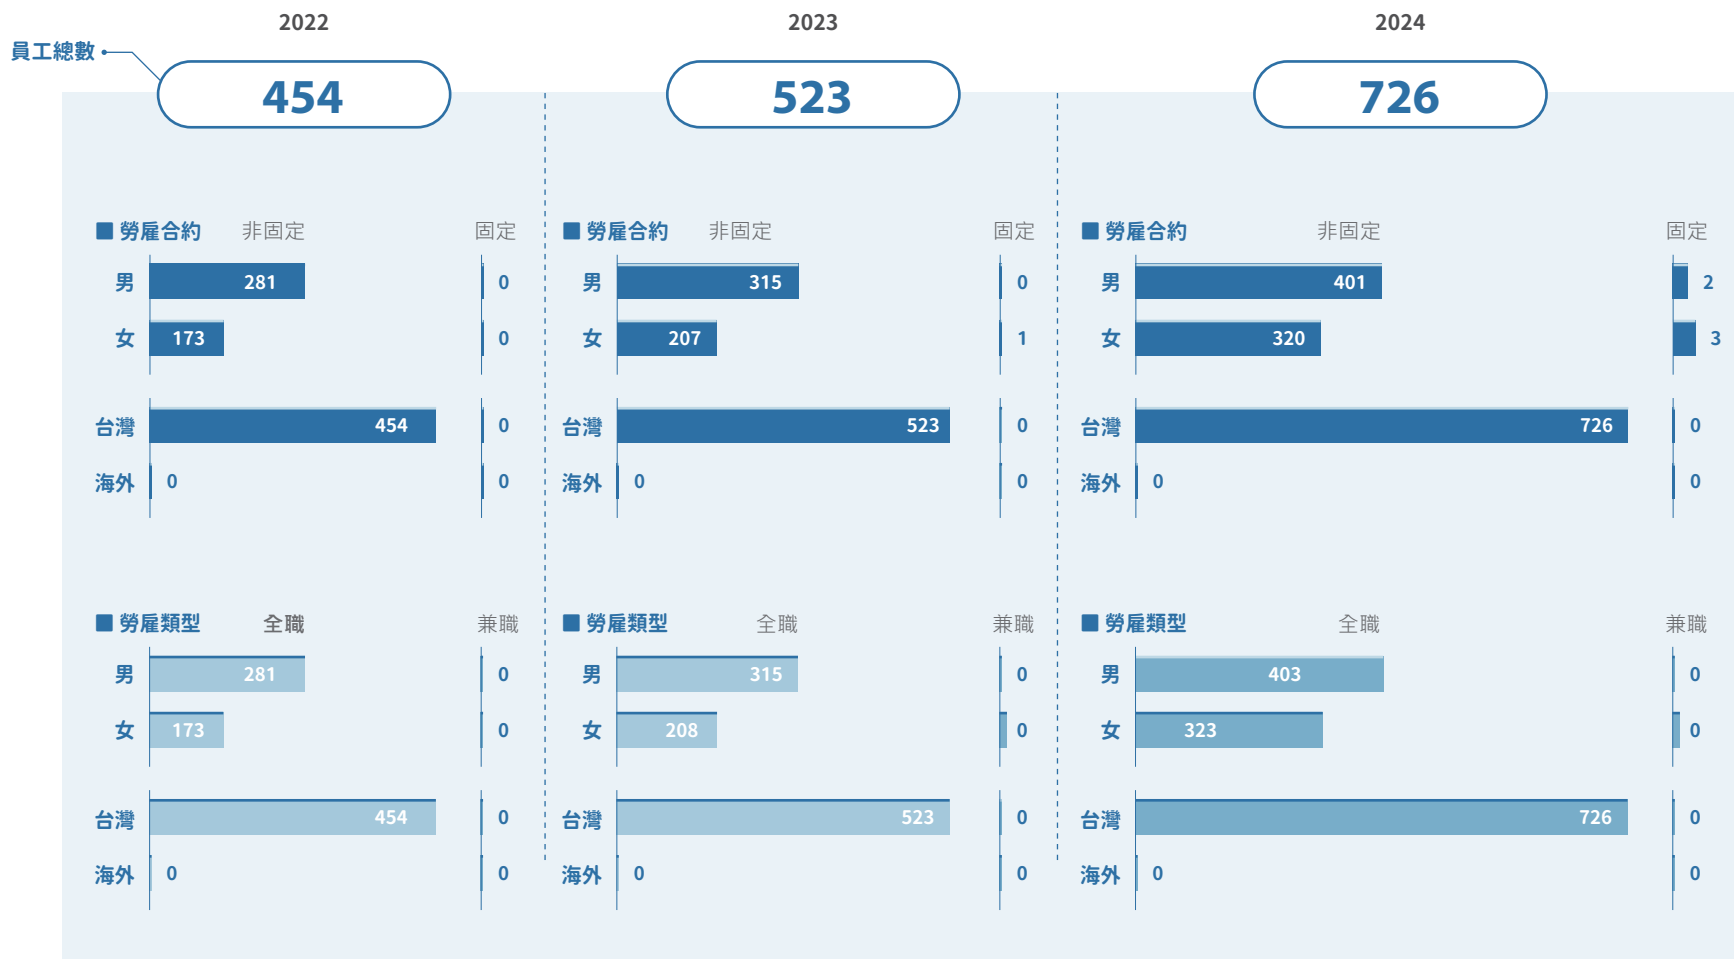 2022 2023 2024
員工總數
454 523 726
勞雇合約 非固定 固定 勞雇合約 非固定 固定 勞雇合約 非固定 固定
男 281 0 男 315 0 男 401 2
女 173 0 女 207 1 女 320 3
台灣 454 0 台灣 523 0 台灣 726 0
海外 0 0 海外 0 0 海外 0 0
勞雇類型 全職 兼職 勞雇類型 全職 兼職 勞雇類型 全職 兼職
男 281 0 男 315 0 男 403 0
女 173 0 女 208 0 女 323 0
台灣 454 0 台灣 523 0 台灣 726 0
海外 0 0 海外 0 0 海外 0 0